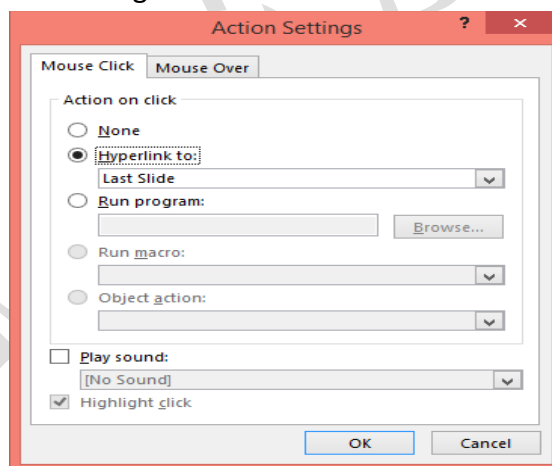 Action Settings ? ×
Mouse Click Mouse Over
Action on click
None
Hyperlink to:
Last Slide
Run program:
Browse...
Run macro:
Object action:
Play sound:
[No Sound]
Highlight click
OK Cancel